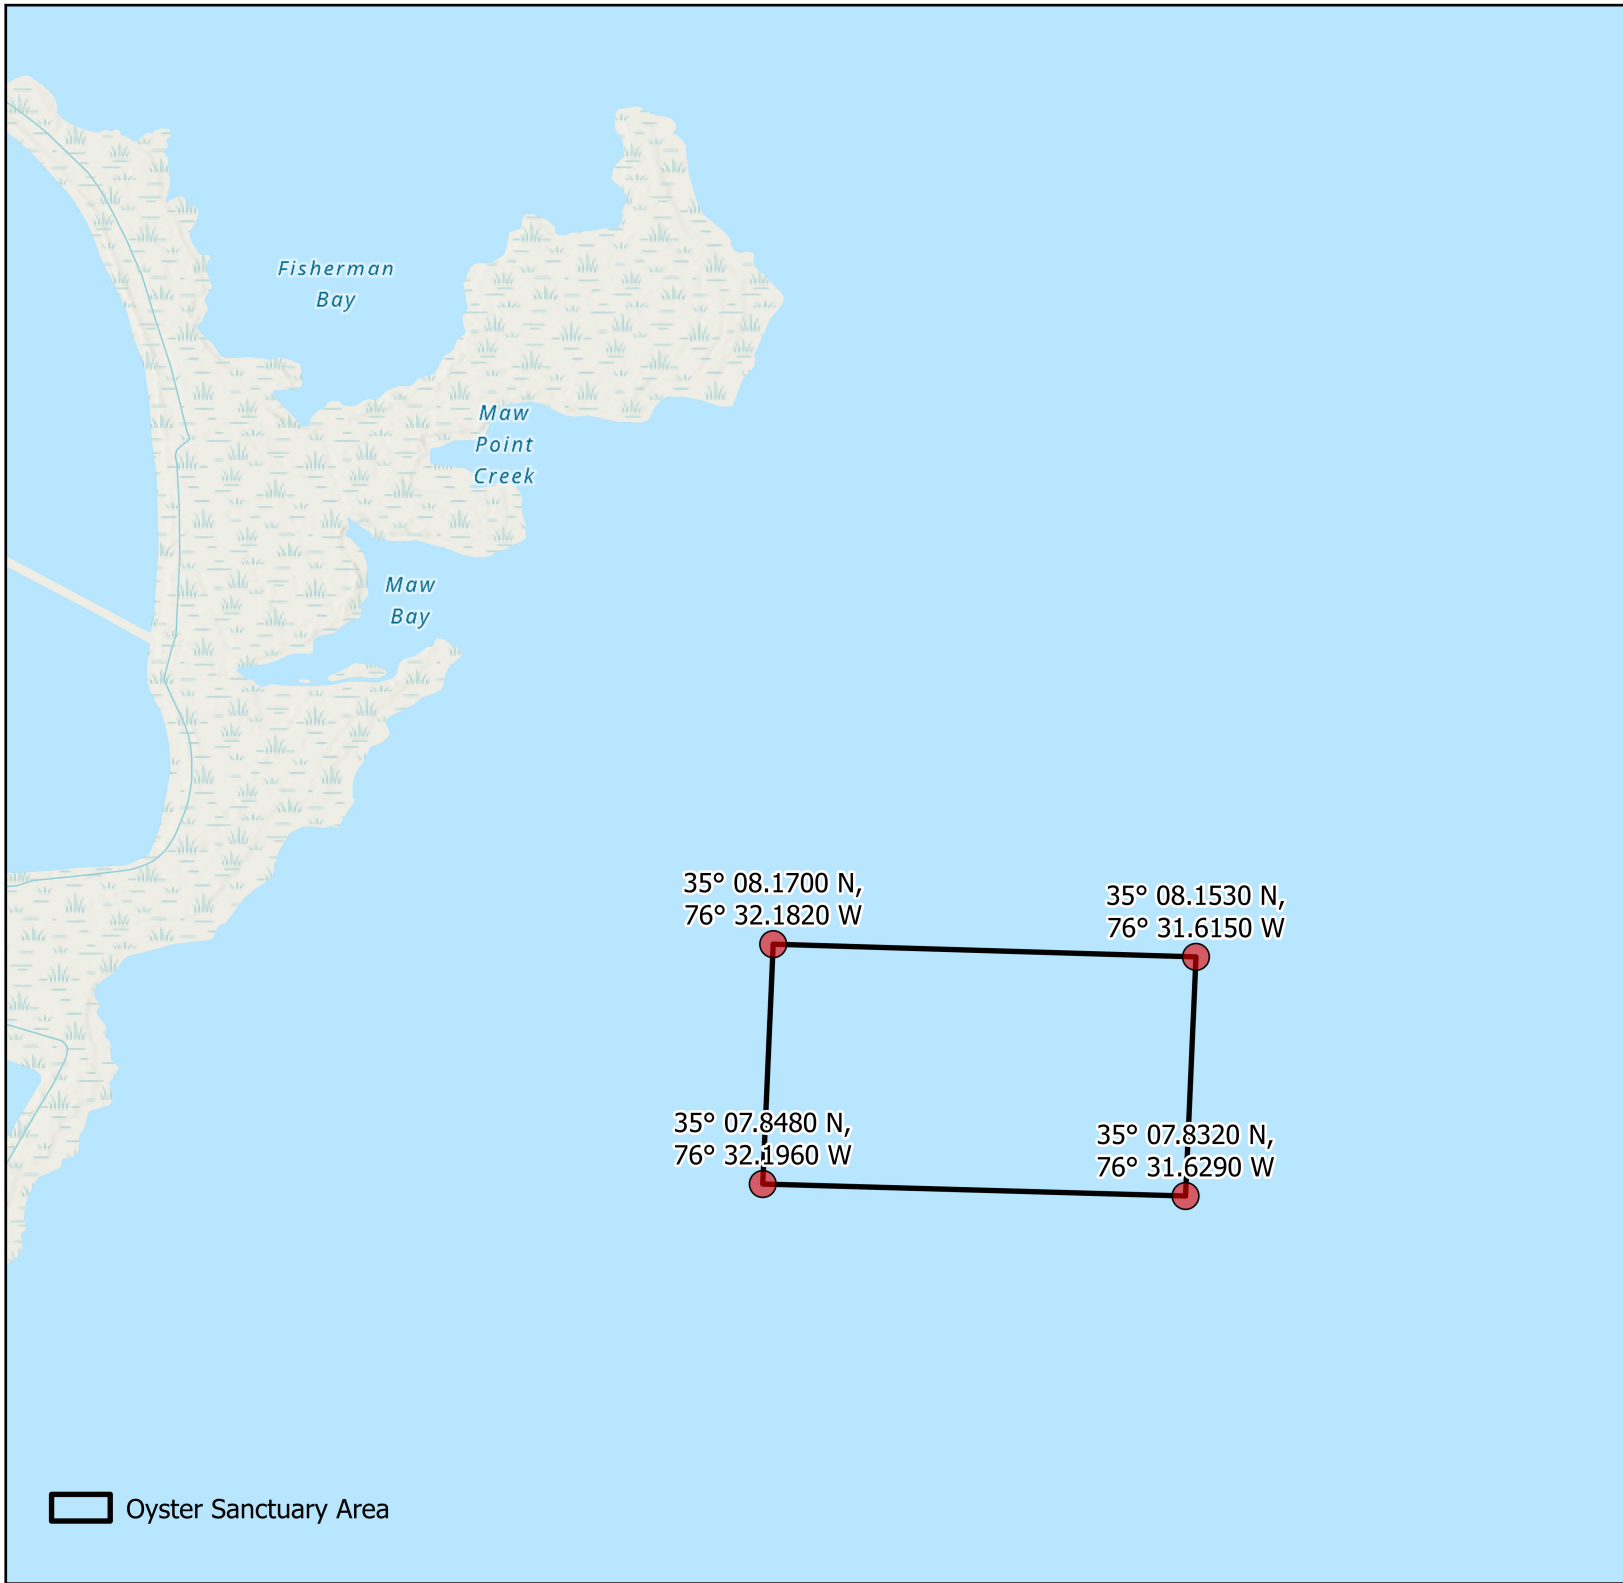 Fisherman
Bay
Maw
Point
Creek
Maw
Bay
35° 08.1700 N,
76° 32.1820 W
35° 08.1530 N,
76° 31.6150 W
35° 07.8480 N,
76° 32.1960 W
35° 07.8320 N,
76° 31.6290 W
Oyster Sanctuary Area